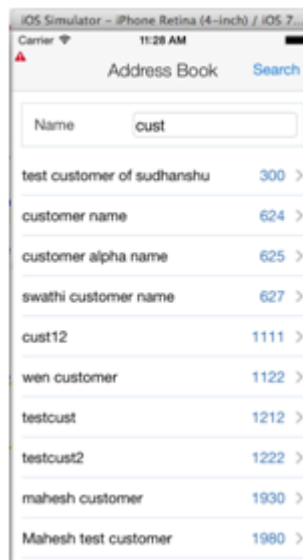 iOS Simulator - iPhone Retina (4-inch) / iOS 7...
Carrier 11:28 AM
Address Book Search
Name cust
test customer of sudhanshu 300
customer name 624
customer alpha name 625
swathi customer name 627
cust12 1111
wen customer 1122
testcust 1212
testcust2 1222
mahesh customer 1930
Mahesh test customer 1980